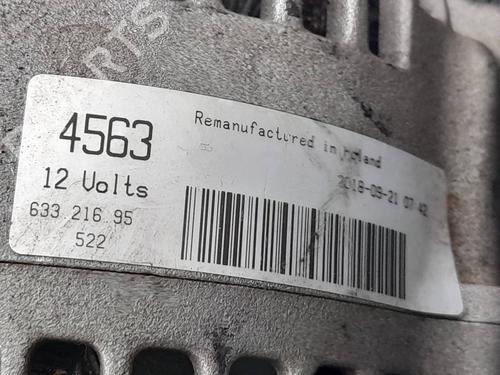 4563
Remanufactured in
12 Volts
2018-09-21 07 42
633 216 95
522